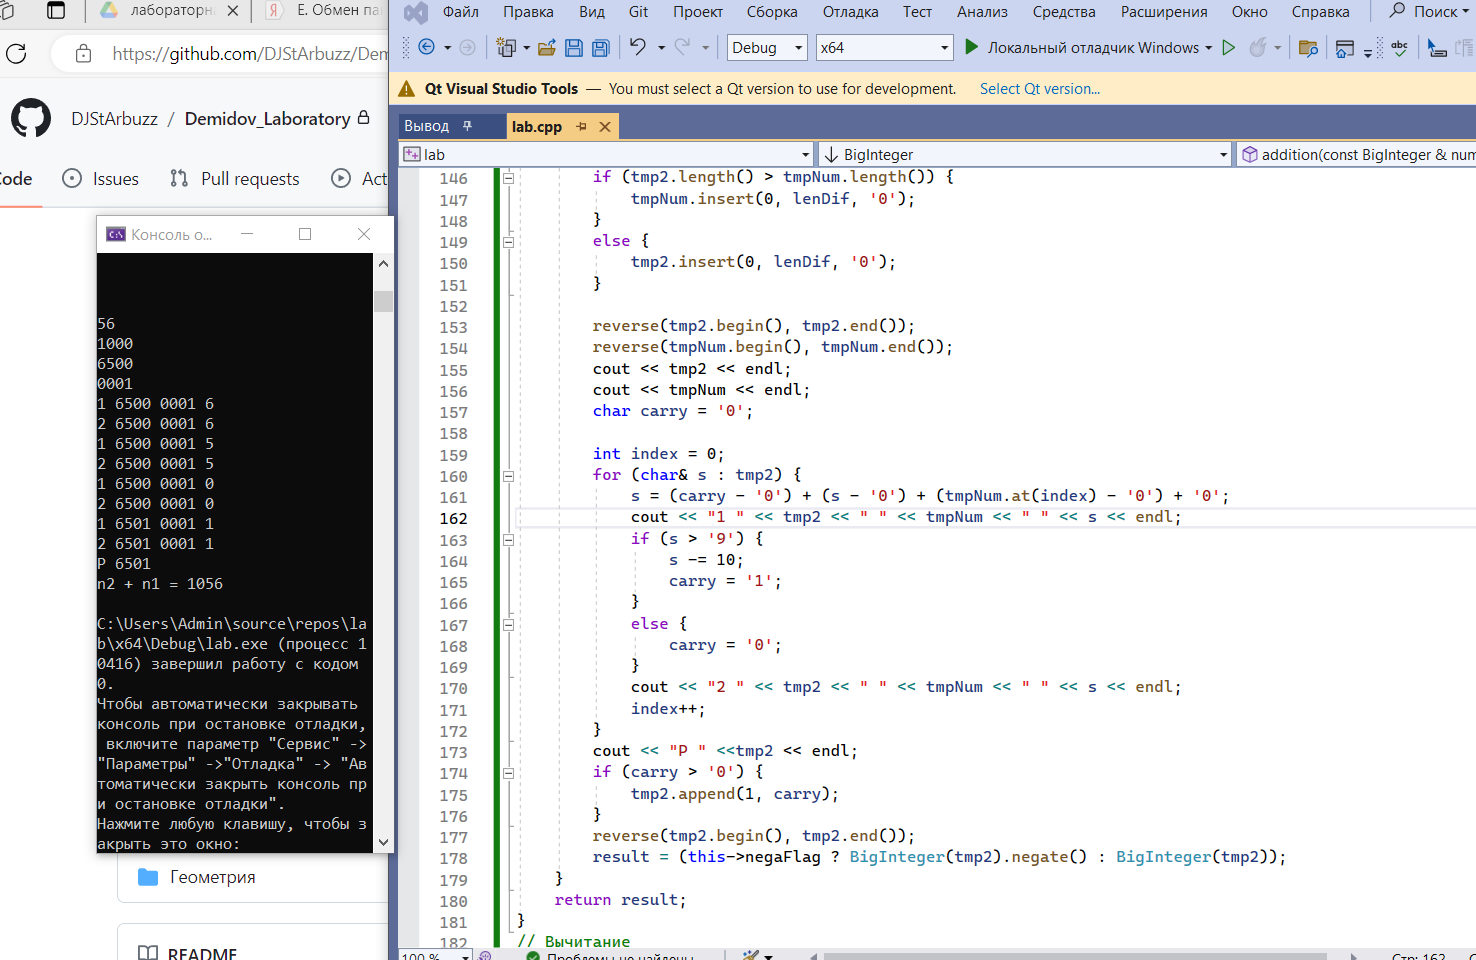 лаборатор
Е. Обмен па
https://github.com/DJStArbuzz/Den
DJStArbuzz / Demidov_Laboratory
Code
Issues
Pull requests
Act
Консоль о...
56
1000
6500
0001
1 6500 0001 6
2 6500 0001 6
1 6500 0001 5
2 6500 0001 5
1 6500 0001 0
2 6500 0001 0
1 6501 0001 1
2 6501 0001 1
P 6501
n2 + n1 = 1056
C:\Users\Admin\source\repos\la
b\x64\Debug\lab.exe (процесс 1
0416) завершил работу с кодом
0.
Чтобы автоматически закрывать
консоль при остановке отладки,
включите параметр "Сервис" ->
"Параметры" ->"Отладка" -> "Ав
томатически закрыть консоль пр
и остановке отладки".
Нажмите любую клавишу, чтобы з
акрыть это окно:
Геометрия
README
Файл Правка Вид Git Проект Сборка Отладка Тест Анализ Средства Расширения Окно Справка Поиск
Debug x64 Локальный отладчик Windows
Qt Visual Studio Tools — You must select a Qt version to use for development. Select Qt version...
Вывод lab.cpp
lab BigInteger addition(const BigInteger & num
146 if (tmp2.length() > tmpNum.length()) {
147 tmpNum.insert(0, lenDif, '0');
148 }
149 else {
150 tmp2.insert(0, lenDif, '0');
151 }
152
153 reverse(tmp2.begin(), tmp2.end());
154 reverse(tmpNum.begin(), tmpNum.end());
155 cout << tmp2 << endl;
156 cout << tmpNum << endl;
157 char carry = '0';
158
159 int index = 0;
160 for (char& s : tmp2) {
161 s = (carry - '0') + (s - '0') + (tmpNum.at(index) - '0') + '0';
162 cout << "1 " << tmp2 << " " << tmpNum << " " << s << endl;
163 if (s > '9') {
164 s -= 10;
165 carry = '1';
166 }
167 else {
168 carry = '0';
169 }
170 cout << "2 " << tmp2 << " " << tmpNum << " " << s << endl;
171 index++;
172 }
173 cout << "P " <<tmp2 << endl;
174 if (carry > '0') {
175 tmp2.append(1, carry);
176 }
177 reverse(tmp2.begin(), tmp2.end());
178 result = (this->negaFlag ? BigInteger(tmp2).negate() : BigInteger(tmp2));
179 }
180 return result;
181 }
182 // Вычитание
100 % Проблемы не найдены Стр: 162